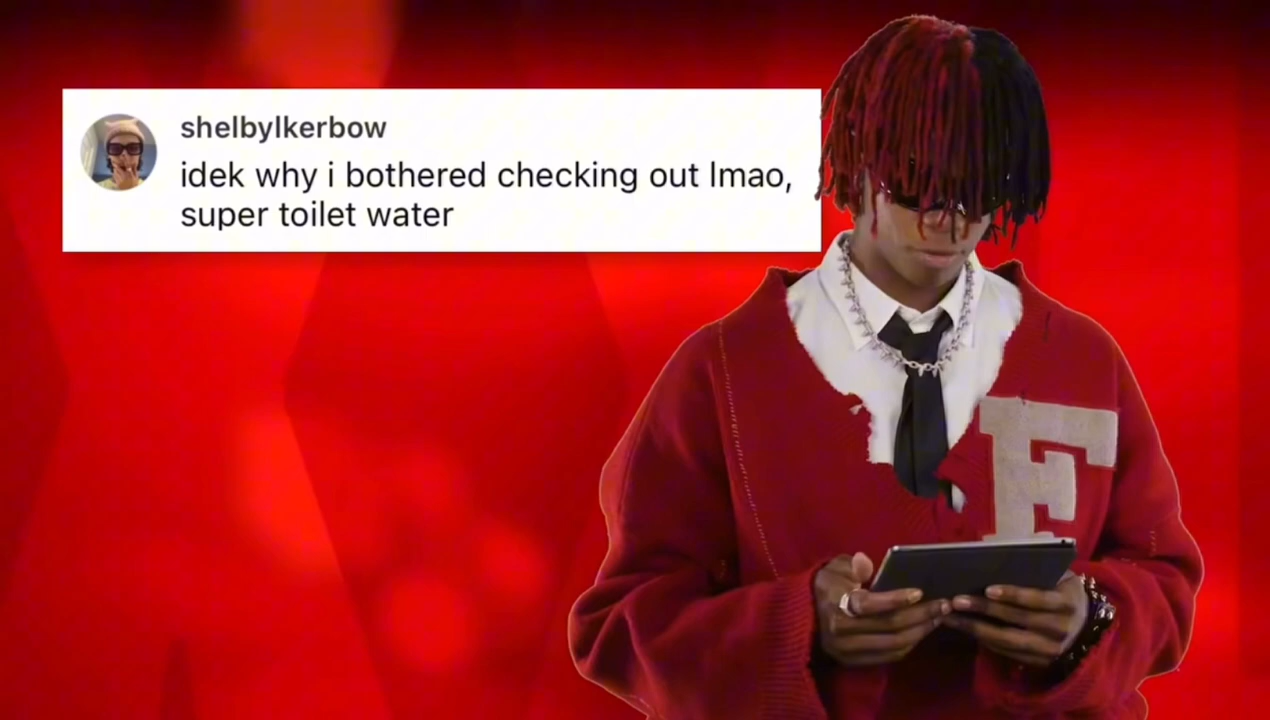 shelbylkerbow
idek why i bothered checking out lmao,
super toilet water
F